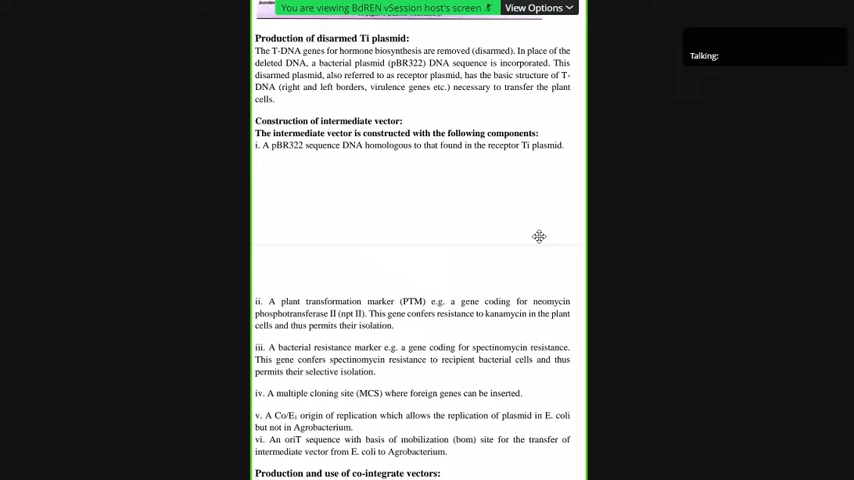 border
You are viewing BdREN vSession host's screen
View Options
Talking:
Production of disarmed Ti plasmid:
The T-DNA genes for hormone biosynthesis are removed (disarmed). In place of the
deleted DNA, a bacterial plasmid (pBR322) DNA sequence is incorporated. This
disarmed plasmid, also referred to as receptor plasmid, has the basic structure of T-
DNA (right and left borders, virulence genes etc.) necessary to transfer the plant
cells.
Construction of intermediate vector:
The intermediate vector is constructed with the following components:
i. A pBR322 sequence DNA homologous to that found in the receptor Ti plasmid.
ii. A plant transformation marker (PTM) e.g. a gene coding for neomycin
phosphotransferase II (npt II). This gene confers resistance to kanamycin in the plant
cells and thus permits their isolation.
iii. A bacterial resistance marker e.g. a gene coding for spectinomycin resistance.
This gene confers spectinomycin resistance to recipient bacterial cells and thus
permits their selective isolation.
iv. A multiple cloning site (MCS) where foreign genes can be inserted.
v. A Co/E₁ origin of replication which allows the replication of plasmid in E. coli
but not in Agrobacterium.
vi. An oriT sequence with basis of mobilization (bom) site for the transfer of
intermediate vector from E. coli to Agrobacterium.
Production and use of co-integrate vectors: